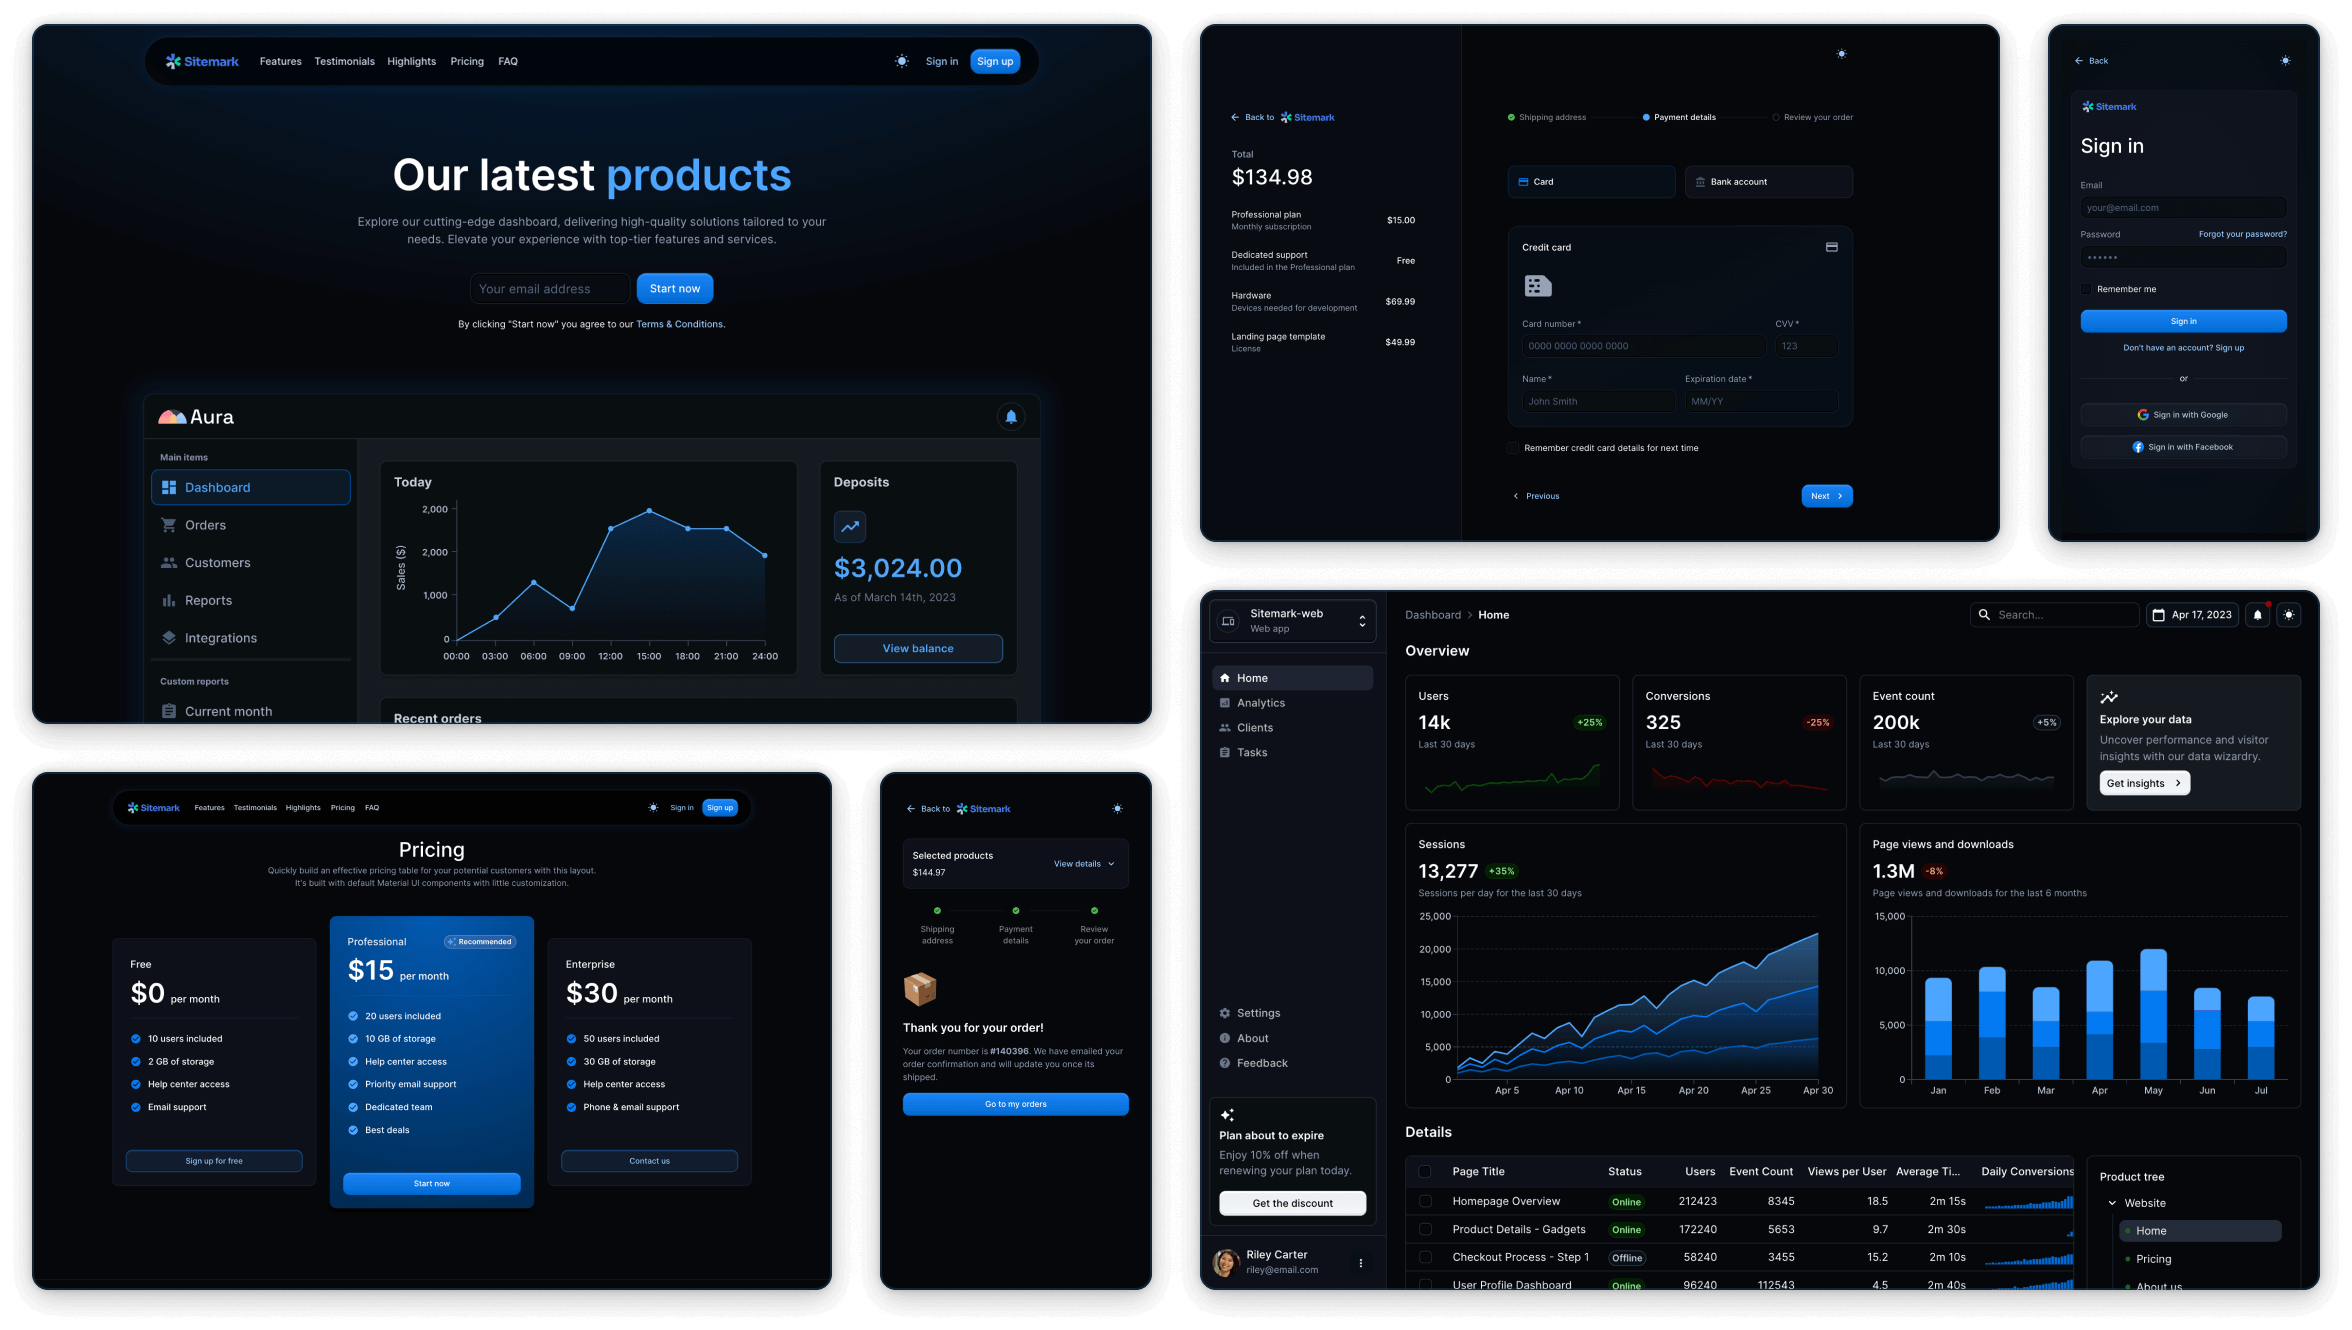 Sitemark
Features
Testimonials
Highlights
Pricing
FAQ
Sign in
Sign up
Our latest products
Explore our cutting-edge dashboard, delivering high-quality solutions tailored to your
needs. Elevate your experience with top-tier features and services.
Your email address
Start now
By clicking "Start now" you agree to our Terms & Conditions.
Aura
Main items
Dashboard
Orders
Customers
Reports
Integrations
Custom reports
Current month
Today
Sales ($)
2,000
2,000
1,000
0
00:00 03:00 06:00 09:00 12:00 15:00 18:00 21:00 24:00
Deposits
$3,024.00
As of March 14th, 2023
View balance
Recent orders
Back to Sitemark
Total
$134.98
Professional plan
Monthly subscription
$15.00
Dedicated support
Included in the Professional plan
Free
Hardware
Devices needed for development
$69.99
Landing page template
License
$49.99
Shipping address
Payment details
Review your order
Card
Bank account
Credit card
Card number *
CVV *
0000 0000 0000 0000
123
Name *
Expiration date *
John Smith
MM/YY
Remember credit card details for next time
Previous
Next
Back
Sitemark
Sign in
Email
your@email.com
Password
Forgot your password?
••••••
Remember me
Sign in
Don't have an account? Sign up
or
Sign in with Google
Sign in with Facebook
Sitemark
Features
Testimonials
Highlights
Pricing
FAQ
Sign in
Sign up
Pricing
Quickly build an effective pricing table for your potential customers with this layout.
It's built with default Material UI components with little customization.
Free
$0 per month
10 users included
2 GB of storage
Help center access
Email support
Sign up for free
Professional
Recommended
$15 per month
20 users included
10 GB of storage
Help center access
Priority email support
Dedicated team
Best deals
Start now
Enterprise
$30 per month
50 users included
30 GB of storage
Help center access
Phone & email support
Contact us
Back to Sitemark
Selected products
$144.97
View details
Shipping
address
Payment
details
Review
your order
Thank you for your order!
Your order number is #140396. We have emailed your
order confirmation and will update you once its
shipped.
Go to my orders
Sitemark-web
Web app
Home
Analytics
Clients
Tasks
Settings
About
Feedback
Plan about to expire
Enjoy 10% off when
renewing your plan today.
Get the discount
Riley Carter
riley@email.com
Dashboard > Home
Search...
Apr 17, 2023
Overview
Users
14k
+25%
Last 30 days
Conversions
325
-25%
Last 30 days
Event count
200k
+5%
Last 30 days
Explore your data
Uncover performance and visitor
insights with our data wizardry.
Get insights
Sessions
13,277 +35%
Sessions per day for the last 30 days
25,000
20,000
15,000
10,000
5,000
0
Apr 5 Apr 10 Apr 15 Apr 20 Apr 25 Apr 30
Page views and downloads
1.3M -8%
Page views and downloads for the last 6 months
15,000
10,000
5,000
0
Jan Feb Mar Apr May Jun Jul
Details
Page Title Status Users Event Count Views per User Average Ti... Daily Conversions
Homepage Overview Online 212423 8345 18.5 2m 15s
Product Details - Gadgets Online 172240 5653 9.7 2m 30s
Checkout Process - Step 1 Offline 58240 3455 15.2 2m 10s
User Profile Dashboard Online 96240 112543 4.5 2m 40s
Product tree
Website
Home
Pricing
About us